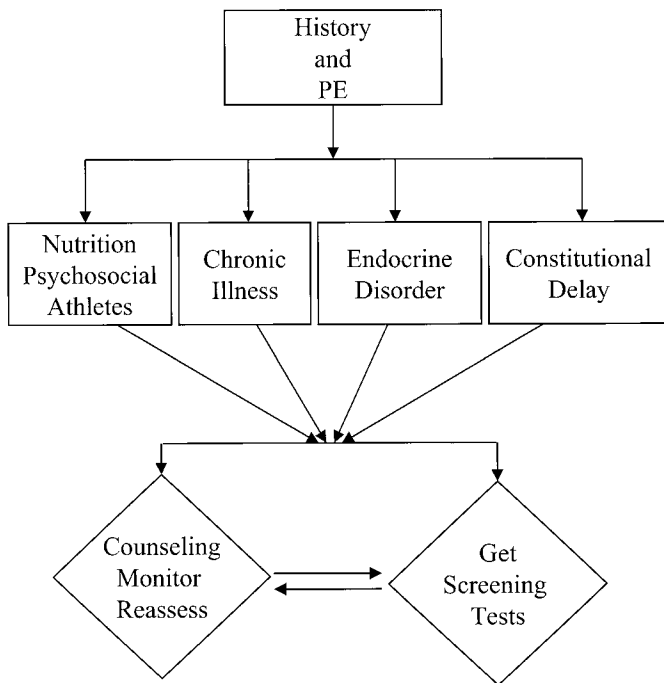 History
and
PE
Nutrition
Psychosocial
Athletes
Chronic
Illness
Endocrine
Disorder
Constitutional
Delay
Counseling
Monitor
Reassess
Get
Screening
Tests